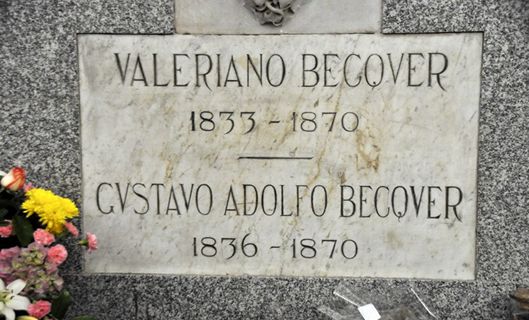 VALERIANO BECQVER
1833 - 1870
GVSTAVO ADOLFO BECQVER
1836 - 1870